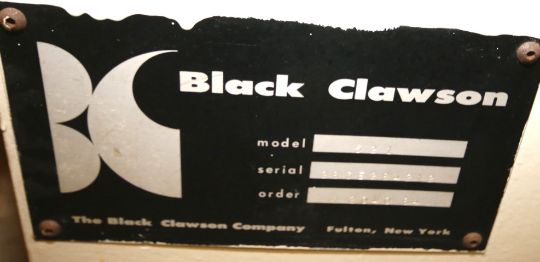 Black Clawson
model
serial
order
The Black Clawson Company Fulton, New York